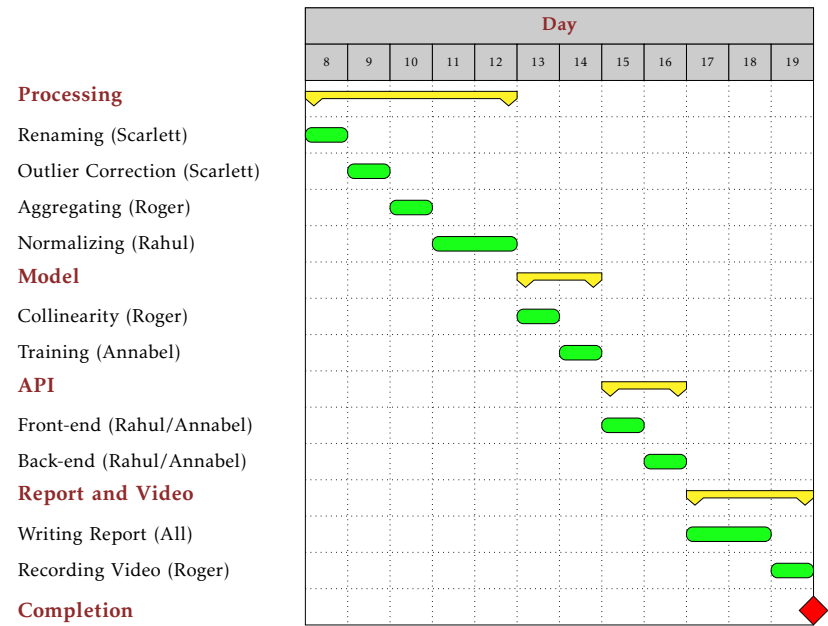 Day
8 9 10 11 12 13 14 15 16 17 18 19
Processing
Renaming (Scarlett)
Outlier Correction (Scarlett)
Aggregating (Roger)
Normalizing (Rahul)
Model
Collinearity (Roger)
Training (Annabel)
API
Front-end (Rahul/Annabel)
Back-end (Rahul/Annabel)
Report and Video
Writing Report (All)
Recording Video (Roger)
Completion